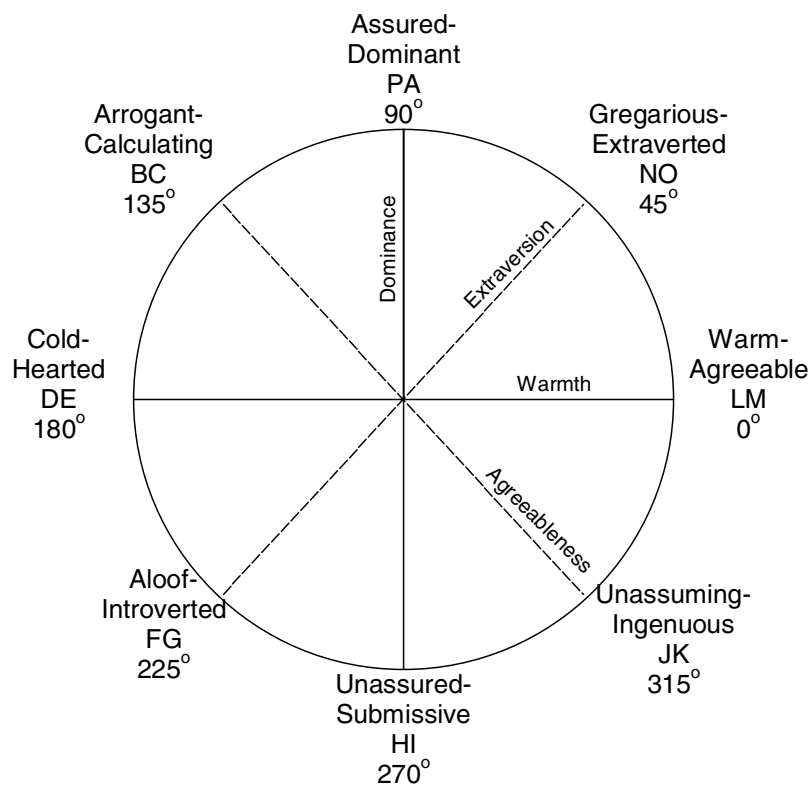 Assured-
Dominant
PA
90°
Arrogant-
Calculating
BC
135°
Gregarious-
Extraverted
NO
45°
Dominance
Extraversion
Cold-
Hearted
DE
180°
Warmth
Warm-
Agreeable
LM
0°
Agreeableness
Aloof-
Introverted
FG
225°
Unassuming-
Ingenuous
JK
315°
Unassured-
Submissive
HI
270°